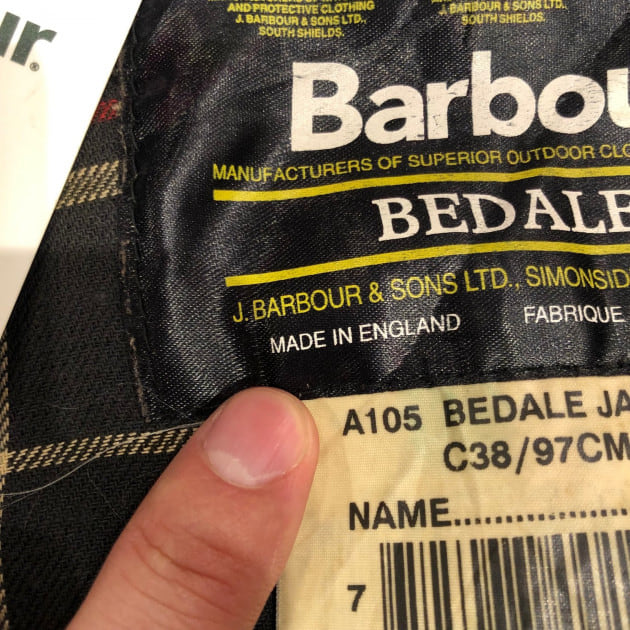 ur®
AND PROTECTIVE CLOTHING
J. BARBOUR & SONS LTD.,
SOUTH SHIELDS.
J. BARBOUR & SONS LTD.,
SOUTH SHIELDS.
Barbou
MANUFACTURERS OF SUPERIOR OUTDOOR CLO
BEDALE
J. BARBOUR & SONS LTD., SIMONSID
MADE IN ENGLAND FABRIQUE
A105 BEDALE JA
C38/97CM
NAME..................
7